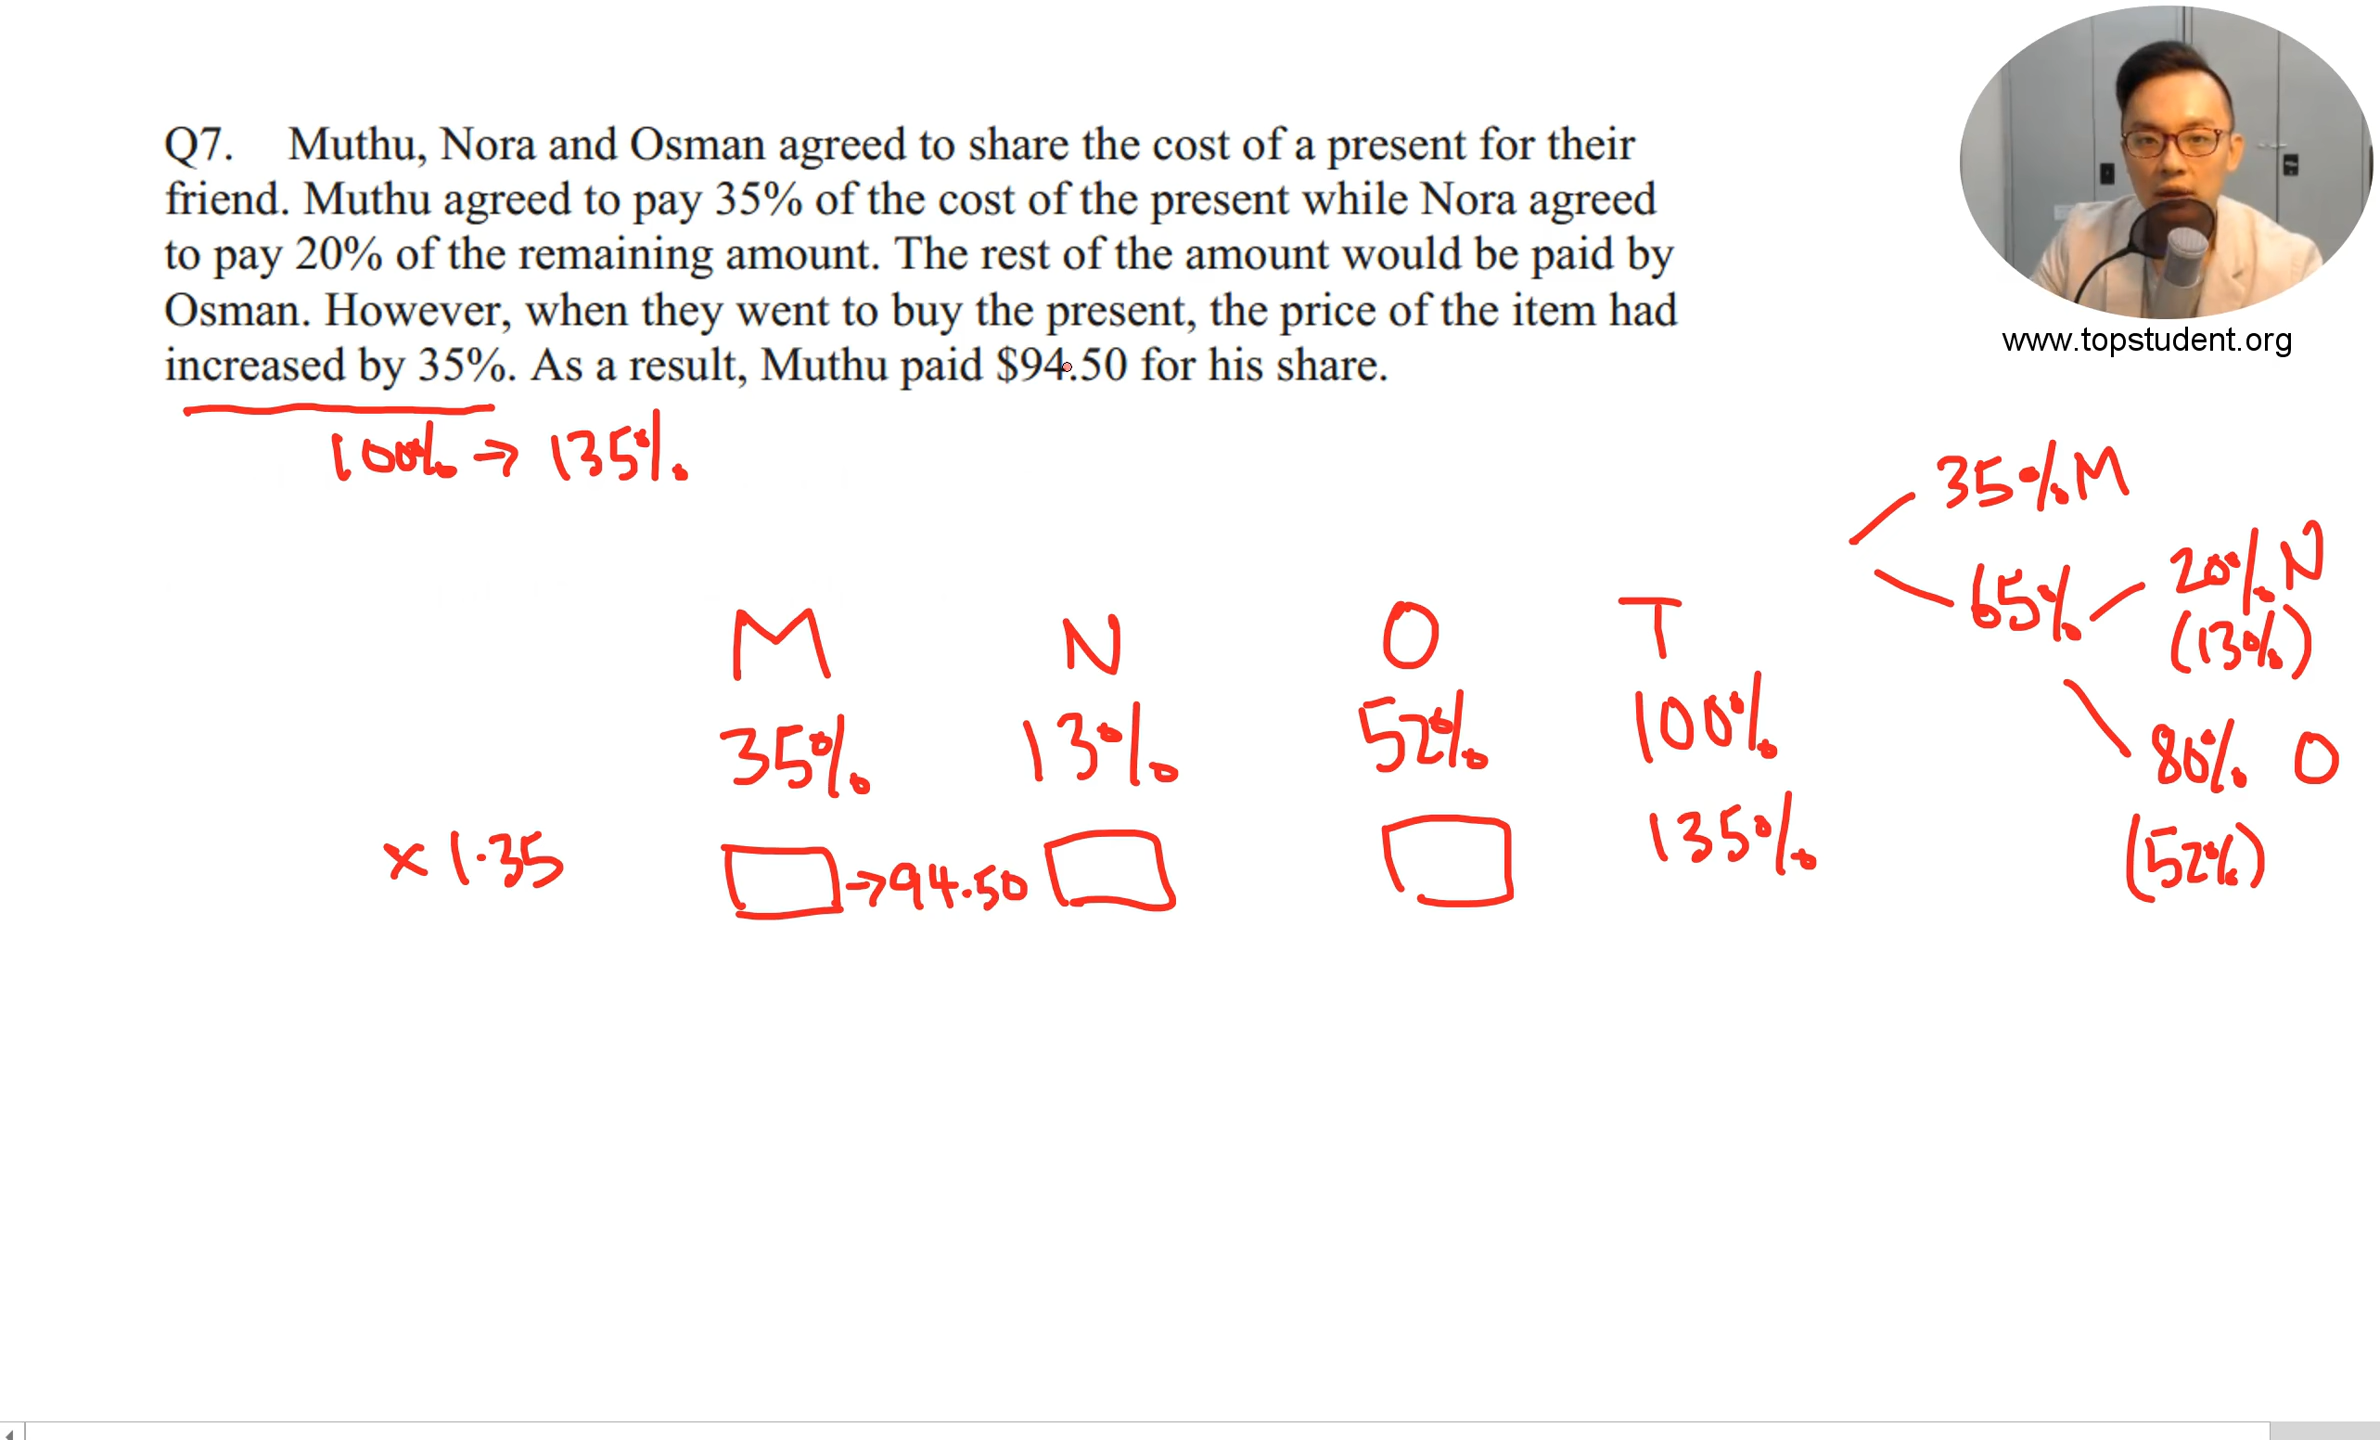 Q7. Muthu, Nora and Osman agreed to share the cost of a present for their
friend. Muthu agreed to pay 35% of the cost of the present while Nora agreed
to pay 20% of the remaining amount. The rest of the amount would be paid by
Osman. However, when they went to buy the present, the price of the item had
increased by 35%. As a result, Muthu paid $94.50 for his share.
www.topstudent.org
100% → 135%
35% M
65%
20% N
(13%)
80% O
(52%)
M N O T
35% 13% 52% 100%
× 1.35 → 94.50 135%